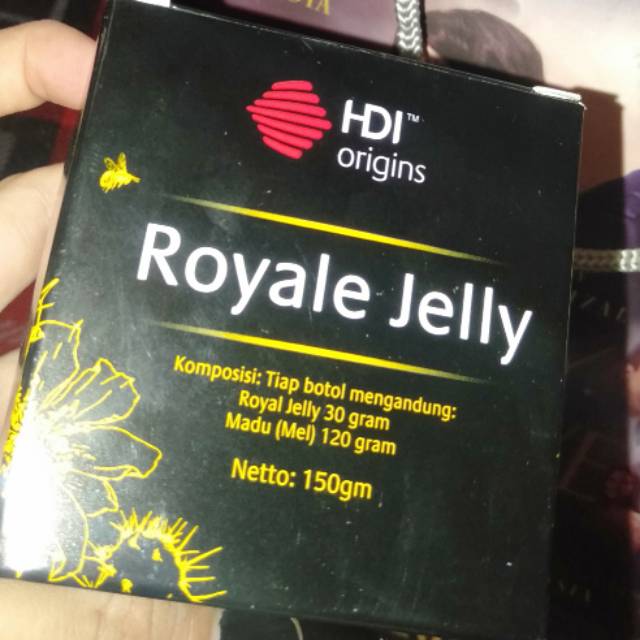 HDI™
origins
Royale Jelly
Komposisi: Tiap botol mengandung:
Royal Jelly 30 gram
Madu (Mel) 120 gram
Netto: 150gm